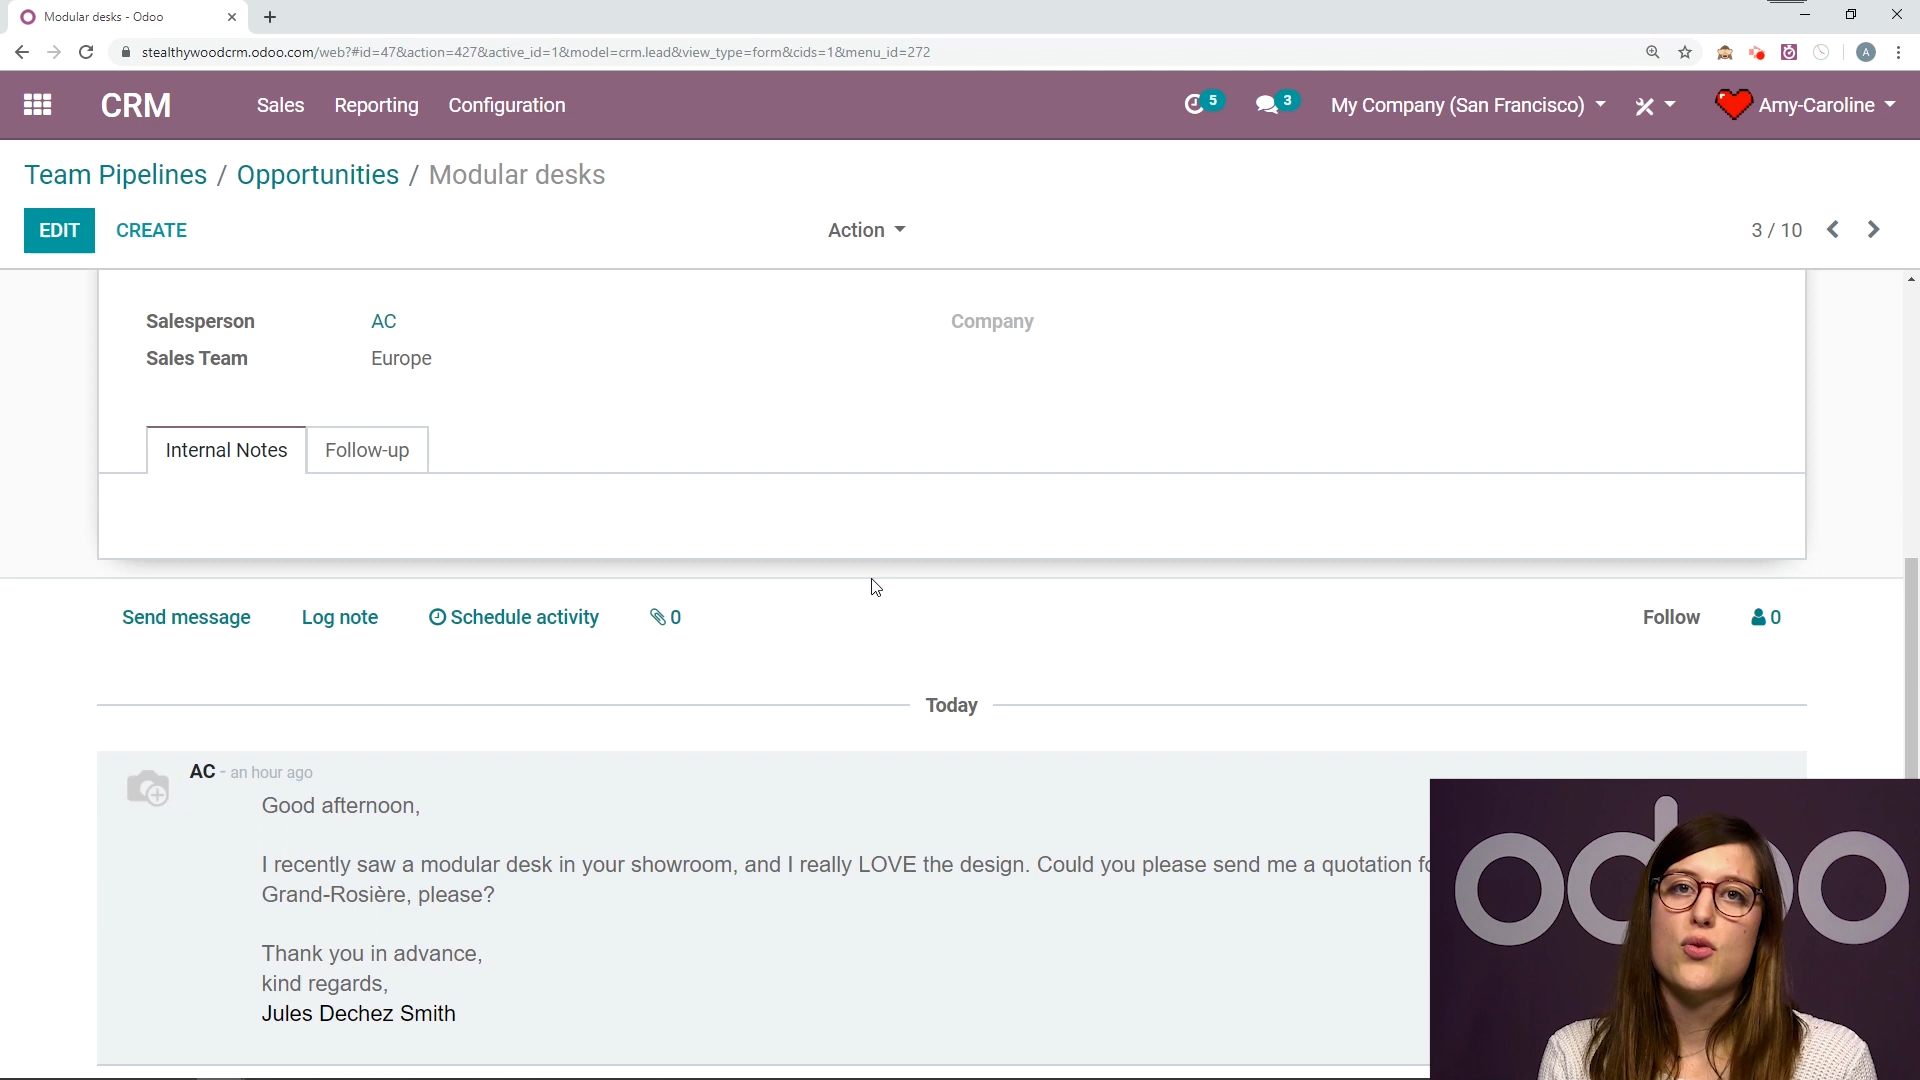 Modular desks - Odoo
stealthywoodcrm.odoo.com/web?#id=47&action=427&active_id=1&model=crm.lead&view_type=form&cids=1&menu_id=272
A
CRM Sales Reporting Configuration 5 3 My Company (San Francisco) Amy-Caroline
Team Pipelines / Opportunities / Modular desks
EDIT CREATE Action 3 / 10
Salesperson AC Company
Sales Team Europe
Internal Notes Follow-up
Send message Log note Schedule activity 0 Follow 0
Today
AC - an hour ago
Good afternoon,
I recently saw a modular desk in your showroom, and I really LOVE the design. Could you please send me a quotation
Grand-Rosière, please?
Thank you in advance,
kind regards,
Jules Dechez Smith
odoo